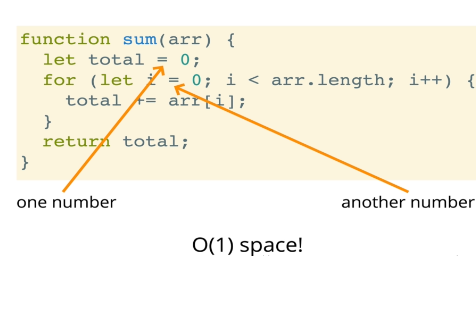 function sum(arr) {
  let total = 0;
  for (let i = 0; i < arr.length; i++) {
    total += arr[i];
  }
  return total;
}
one number another number
O(1) space!